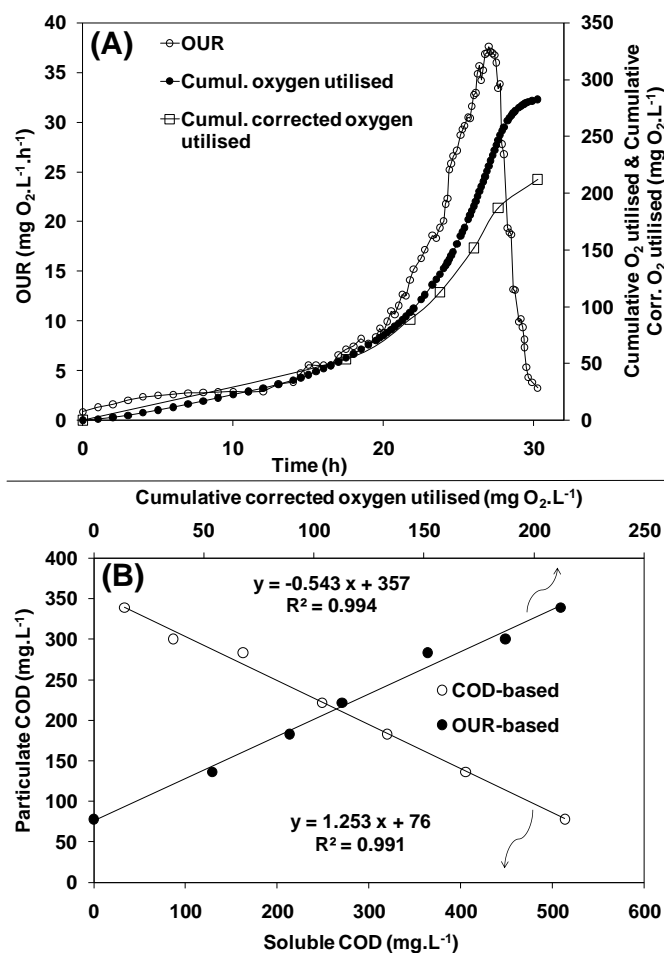 (A)
OUR
Cumul. oxygen utilised
Cumul. corrected oxygen
utilised
OUR (mg O₂.L⁻¹.h⁻¹)
40
35
30
25
20
15
10
5
0
350
300
250
200
150
100
50
0
Cumulative O₂ utilised & Cumulative
Corr. O₂ utilised (mg O₂.L⁻¹)
0
10
20
30
Time (h)
Cumulative corrected oxygen utilised (mg O₂.L⁻¹)
0
50
100
150
200
250
(B)
Particulate COD (mg.L⁻¹)
400
350
300
250
200
150
100
50
0
y = -0.543 x + 357
R² = 0.994
COD-based
OUR-based
y = 1.253 x + 76
R² = 0.991
0
100
200
300
400
500
600
Soluble COD (mg.L⁻¹)